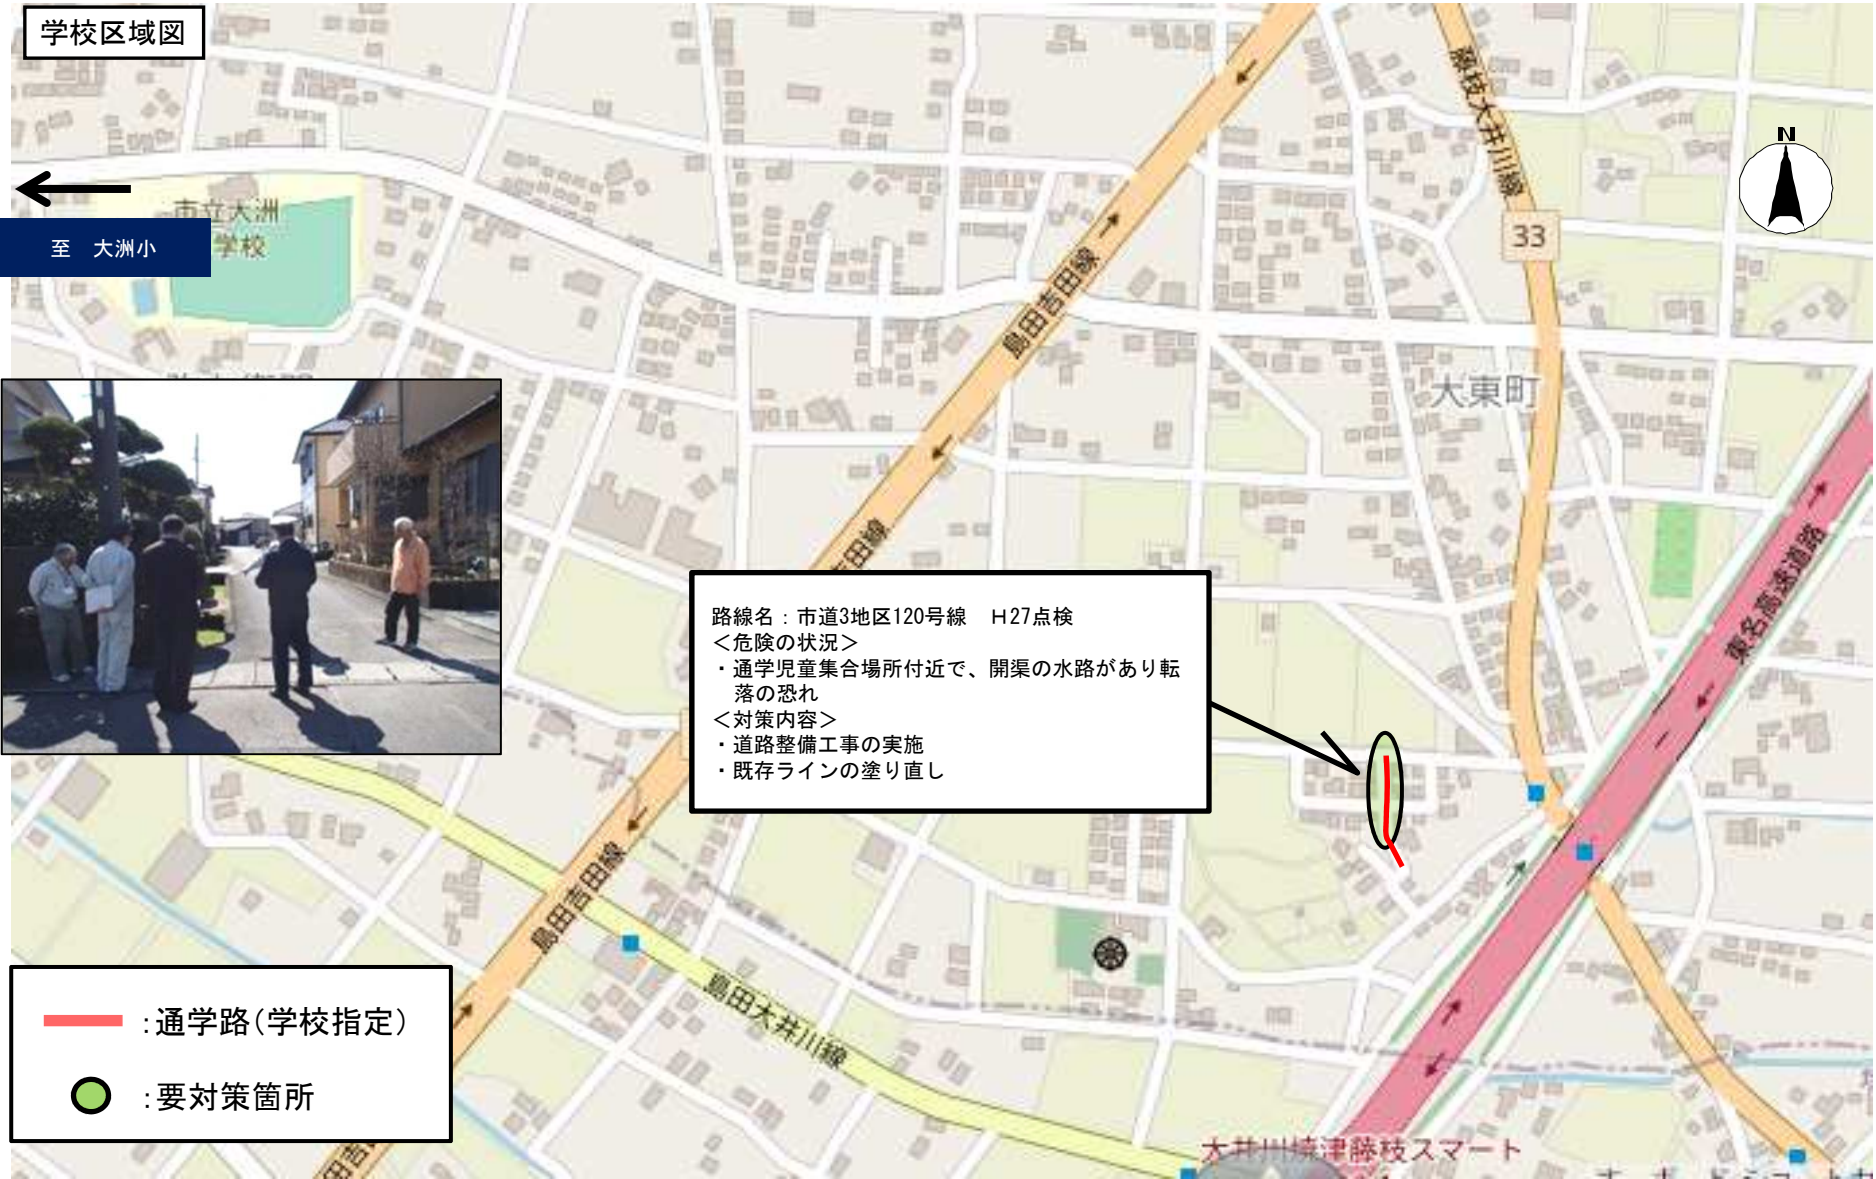 学校区域図
藤枝大井川線
N
市立大洲
学校
至　大洲小
33
島田吉田線
大東町
吉田線
東名高速道路
路線名：市道3地区120号線　H27点検
＜危険の状況＞
・通学児童集合場所付近で、開渠の水路があり転
落の恐れ
＜対策内容＞
・道路整備工事の実施
・既存ラインの塗り直し
島田吉田線
島田大井川線
：通学路（学校指定）
：要対策箇所
大井川焼津藤枝スマート